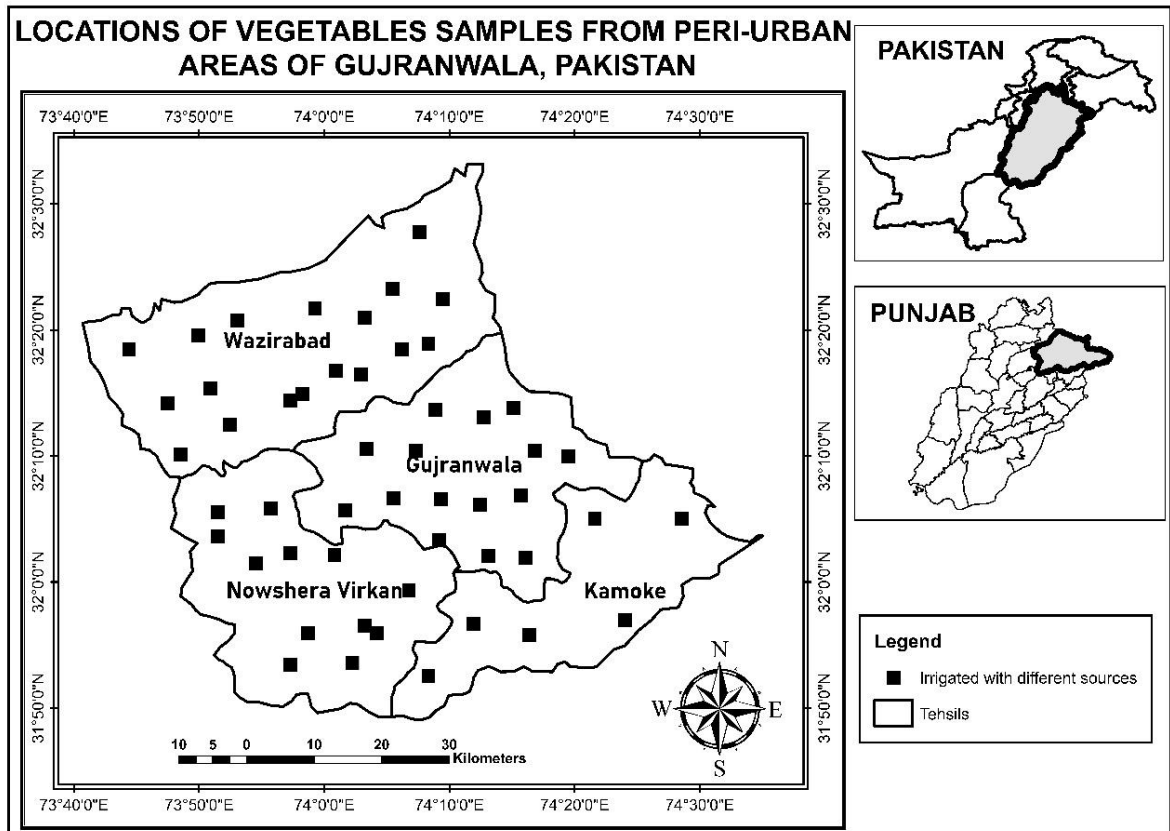 LOCATIONS OF VEGETABLES SAMPLES FROM PERI-URBAN
AREAS OF GUJRANWALA, PAKISTAN
73°40'0"E 73°50'0"E 74°0'0"E 74°10'0"E 74°20'0"E 74°30'0"E
32°30'0"N 32°30'0"N
32°20'0"N 32°20'0"N
Wazirabad
32°10'0"N 32°10'0"N
Gujranwala
32°0'0"N 32°0'0"N
Nowshera Virkan
Kamoke
31°50'0"N 31°50'0"N
N
W E
S
10 5 0 10 20 30
Kilometers
73°40'0"E 73°50'0"E 74°0'0"E 74°10'0"E 74°20'0"E 74°30'0"E
PAKISTAN
PUNJAB
Legend
Irrigated with different sources
Tehsils